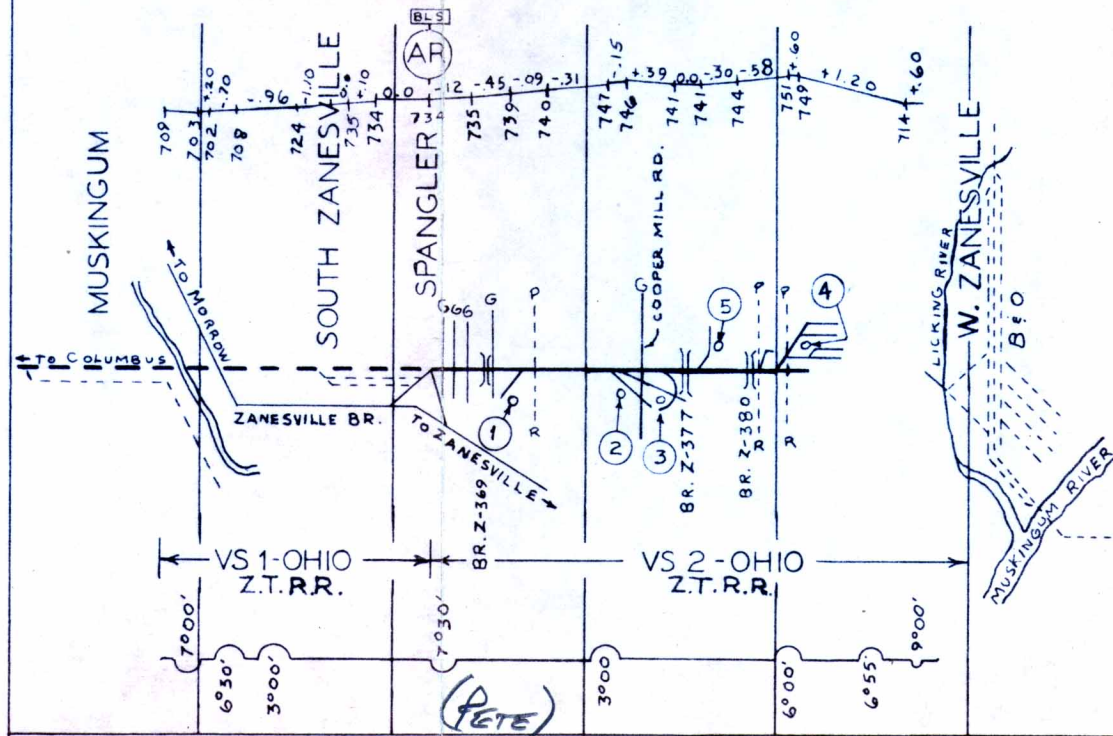 BLS
AR
-.20
-.70
-.96
-1.10
0.0
+.10
0.0
-.12
-.45
-.09
-.31
-.15
+.39
0.0
-.30
-.58
+.60
+1.20
+.60
709
703
702
708
724
735
734
734
735
739
740
747
746
741
741
744
751
749
714
MUSKINGUM
SOUTH ZANESVILLE
SPANGLER
COOPER MILL RD.
LICKING RIVER
W. ZANESVILLE
B & O
TO MORROW
TO COLUMBUS
ZANESVILLE BR.
TO ZANESVILLE
G
G
G
G
P
R
G
P
R
P
R
1
2
3
4
5
BR. Z-369
BR. Z-377
BR. Z-380
MUSKINGUM RIVER
VS 1-OHIO
Z.T.R.R.
VS 2-OHIO
Z.T.R.R.
7°00'
6°30'
3°00'
7°30'
3°00'
6°00'
6°55'
9°00'
(PETE)